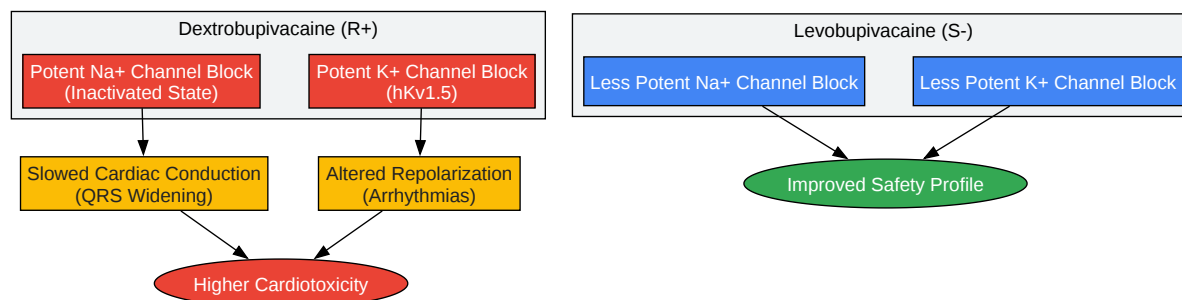 Dextrobupivacaine (R+)
Potent Na+ Channel Block
(Inactivated State)
Potent K+ Channel Block
(hKv1.5)
Slowed Cardiac Conduction
(QRS Widening)
Altered Repolarization
(Arrhythmias)
Higher Cardiotoxicity
Levobupivacaine (S-)
Less Potent Na+ Channel Block
Less Potent K+ Channel Block
Improved Safety Profile